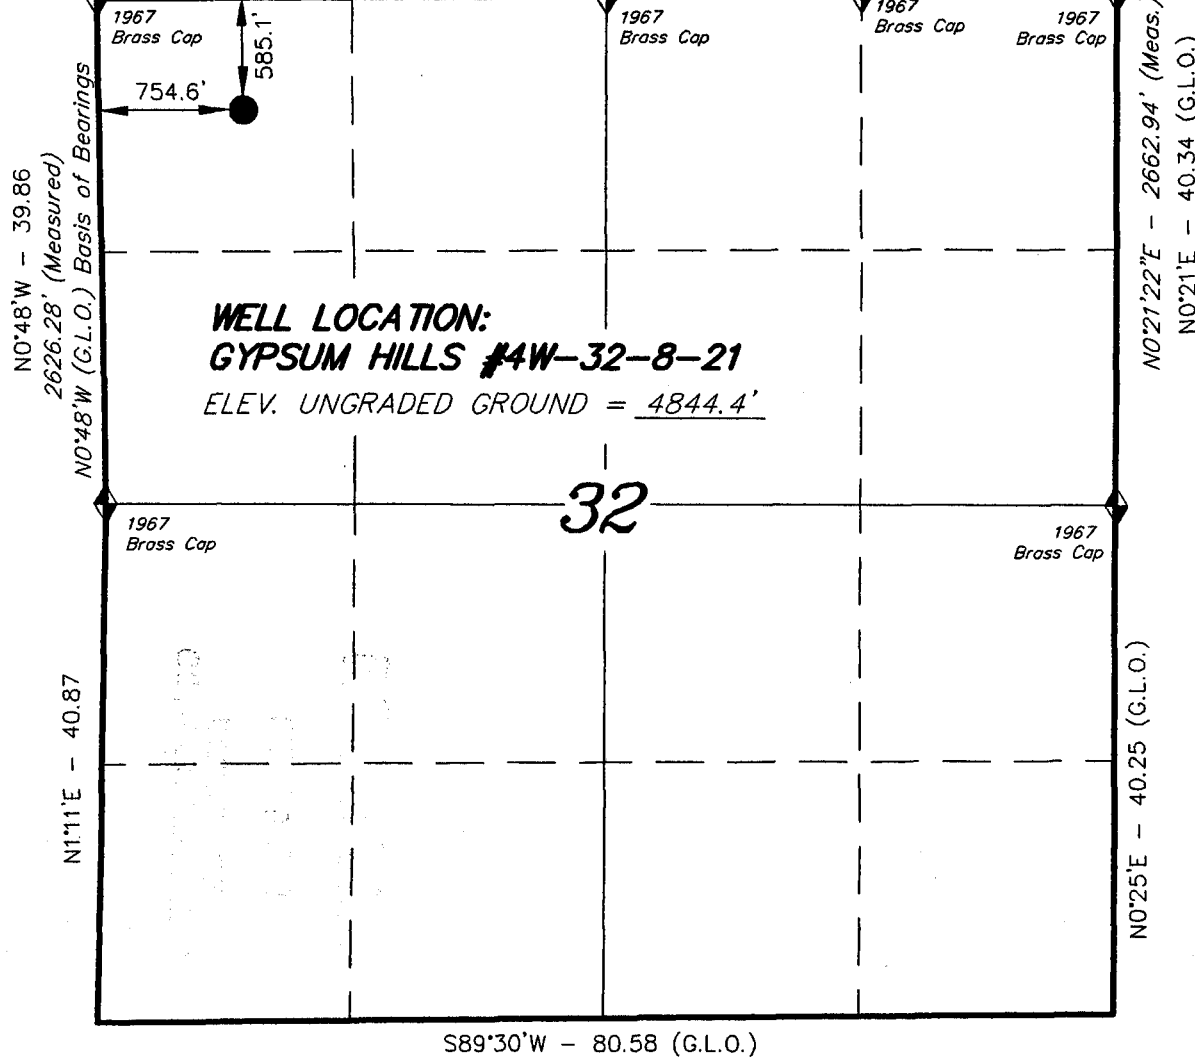 1967
Brass Cap
1967
Brass Cap
1967
Brass Cap
1967
Brass Cap
585.1'
754.6'
N0°48'W – 39.86
2626.28' (Measured)
N0°48'W (G.L.O.) Basis of Bearings
N0°21'22"E – 2662.94' (Meas.)
N0°21'E – 40.34 (G.L.O.)
WELL LOCATION:
GYPSUM HILLS #4W–32–8–21
ELEV. UNGRADED GROUND = 4844.4'
32
1967
Brass Cap
1967
Brass Cap
N1°11'E – 40.87
N0°25'E – 40.25 (G.L.O.)
S89°30'W – 80.58 (G.L.O.)